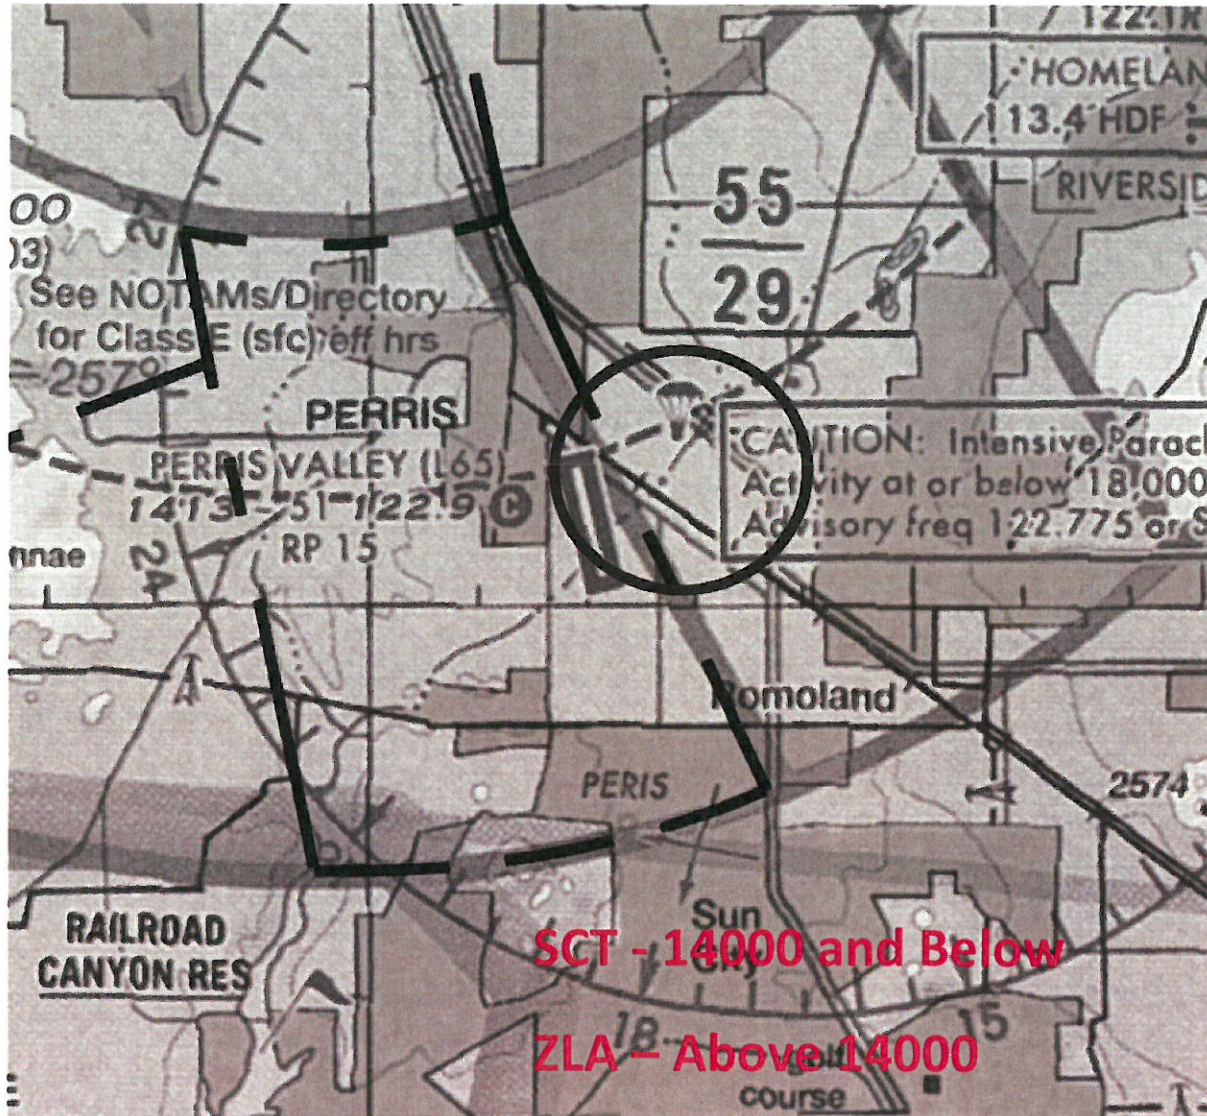 122.1R
HOMELAN
113.4 HDF
RIVERSID
55
29
00
03)
See NOTAMs/Directory
for Class E (sfc) eff hrs
257°
PERRIS
PERRIS VALLEY (L65)
1413 - 51 122.9 C
RP 15
nnae
24
CAUTION: Intensive Parach
Activity at or below 18,000
Advisory freq 122.775 or S
Romoland
PERIS
2574
RAILROAD
CANYON RES
Sun
City
SCT - 14000 and Below
18
15
ZLA – Above 14000
golf
course